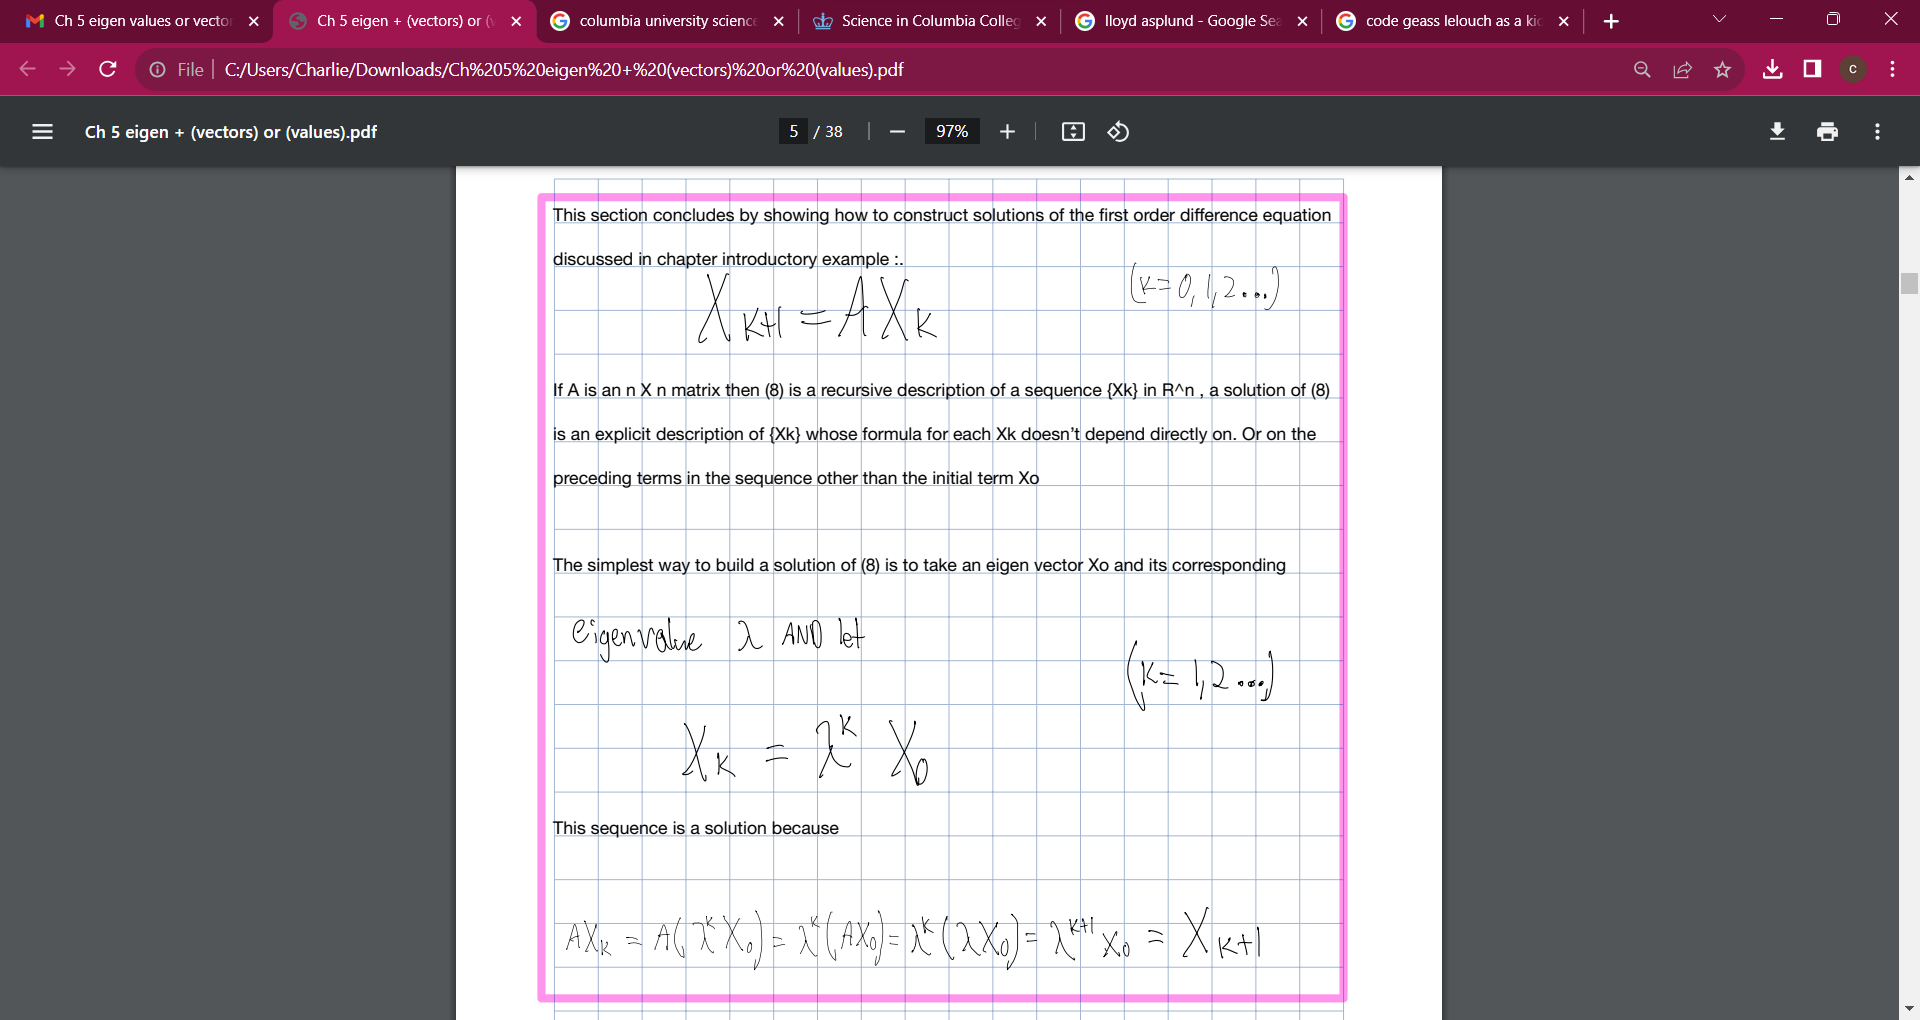 Ch 5 eigen values or vector
Ch 5 eigen + (vectors) or (v
columbia university science
Science in Columbia Colleg
lloyd asplund - Google Sea
code geass lelouch as a kid
File
C:/Users/Charlie/Downloads/Ch%205%20eigen%20+%20(vectors)%20or%20(values).pdf
C
Ch 5 eigen + (vectors) or (values).pdf
5 / 38
97%
This section concludes by showing how to construct solutions of the first order difference equation
discussed in chapter introductory example :.
(k=0,1,2...)
X k+1 = A X k
If A is an n X n matrix then (8) is a recursive description of a sequence {Xk} in R^n , a solution of (8)
is an explicit description of {Xk} whose formula for each Xk doesn't depend directly on. Or on the
preceding terms in the sequence other than the initial term Xo
The simplest way to build a solution of (8) is to take an eigen vector Xo and its corresponding
eigenvalue λ AND let
(k= 1,2 ...)
Xₖ = λᵏ X₀
This sequence is a solution because
AXₖ = A(λᵏX₀) = λᵏ(AX₀) = λᵏ(λX₀) = λᵏ⁺¹ X₀ = X k+1